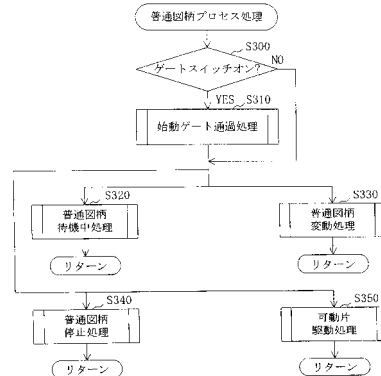 普通図柄プロセス処理
S300
ゲートスイッチオン?
NO
YES
S310
始動ゲート通過処理
S320
普通図柄
待機中処理
リターン
S330
普通図柄
変動処理
リターン
S340
普通図柄
停止処理
リターン
S350
可動片
駆動処理
リターン